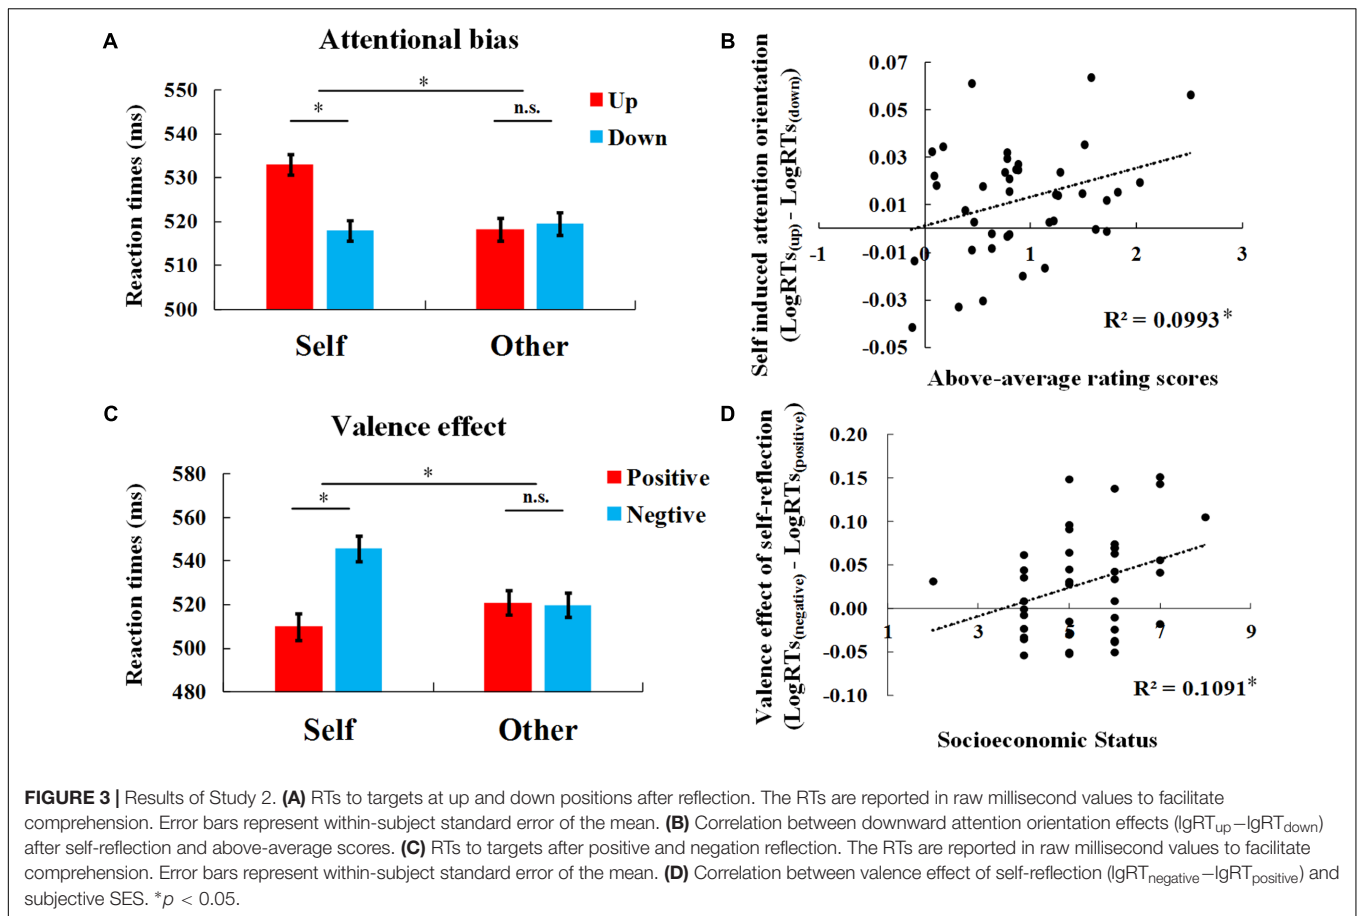 A
Attentional bias
Reaction times (ms)
550
540
530
520
510
500
*
*
n.s.
Up
Down
Self
Other
B
Self induced attention orientation
(LogRTs(up) - LogRTs(down))
0.07
0.05
0.03
0.01
-0.01
-0.03
-0.05
-1
0
1
2
3
R² = 0.0993*
Above-average rating scores
C
Valence effect
Reaction times (ms)
580
560
540
520
500
480
*
*
n.s.
Positive
Negtive
Self
Other
D
Valence effect of self-reflection
(LogRTs(negative) - LogRTs(positive))
0.20
0.15
0.10
0.05
0.00
-0.05
-0.10
1
3
5
7
9
R² = 0.1091*
Socioeconomic Status
FIGURE 3 | Results of Study 2. (A) RTs to targets at up and down positions after reflection. The RTs are reported in raw millisecond values to facilitate
comprehension. Error bars represent within-subject standard error of the mean. (B) Correlation between downward attention orientation effects (lgRTup−lgRTdown)
after self-reflection and above-average scores. (C) RTs to targets after positive and negation reflection. The RTs are reported in raw millisecond values to facilitate
comprehension. Error bars represent within-subject standard error of the mean. (D) Correlation between valence effect of self-reflection (lgRTnegative−lgRTpositive) and
subjective SES. *p < 0.05.